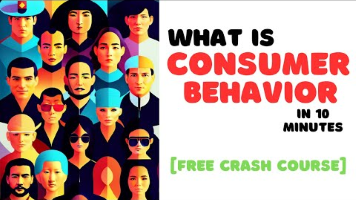 WHAT IS
CONSUMER
BEHAVIOR
IN 10
MINUTES
[FREE CRASH COURSE]